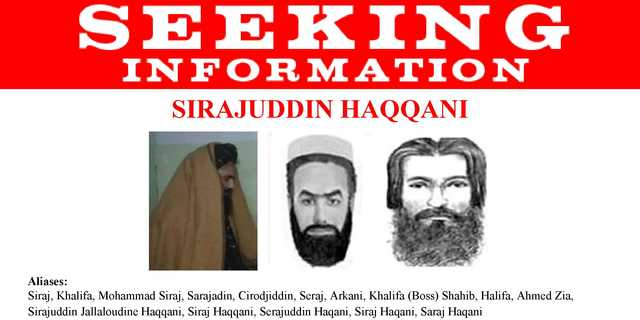 SEEKING
INFORMATION
SIRAJUDDIN HAQQANI
Aliases:
Siraj, Khalifa, Mohammad Siraj, Sarajadin, Cirodjiddin, Seraj, Arkani, Khalifa (Boss) Shahib, Halifa, Ahmed Zia,
Sirajuddin Jallaloudine Haqqani, Siraj Haqqani, Serajuddin Haqani, Siraj Haqani, Saraj Haqani